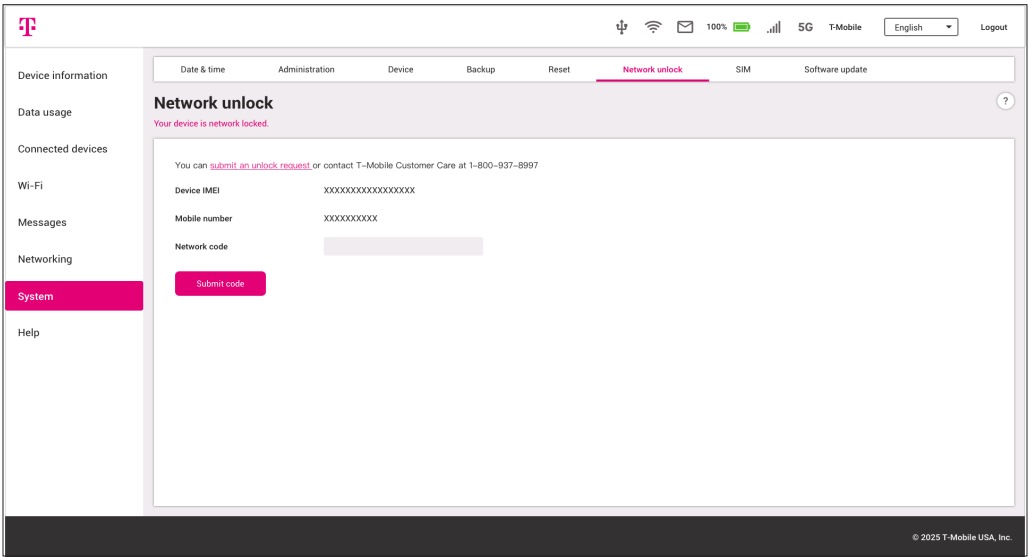 T
100%
5G
T-Mobile
English
Logout
Device information
Data usage
Connected devices
Wi-Fi
Messages
Networking
System
Help
Date & time
Administration
Device
Backup
Reset
Network unlock
SIM
Software update
Network unlock
?
Your device is network locked.
You can submit an unlock request or contact T-Mobile Customer Care at 1-800-937-8997
Device IMEI XXXXXXXXXXXXXXXXX
Mobile number XXXXXXXXXX
Network code
Submit code
© 2025 T-Mobile USA, Inc.